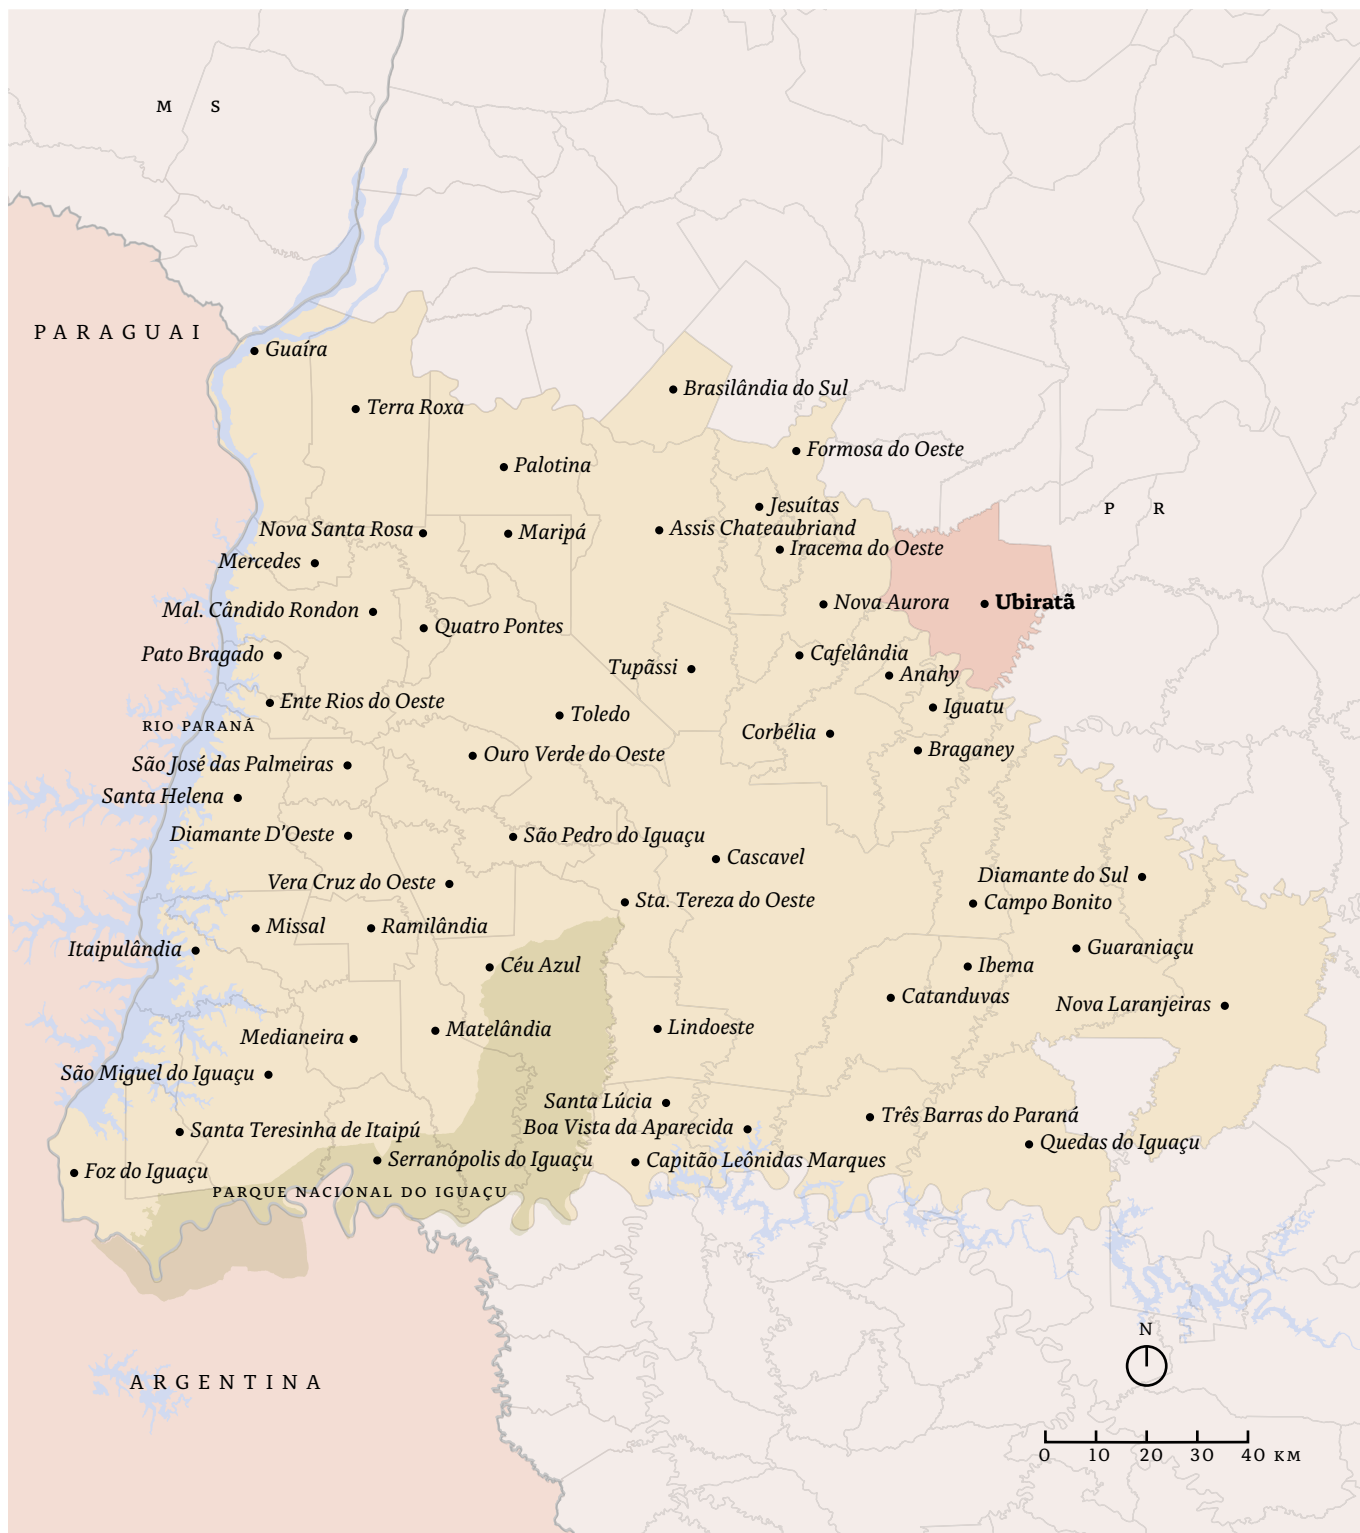 M S
PARAGUAI
Guaíra
Brasilândia do Sul
Terra Roxa
Formosa do Oeste
Palotina
Jesuítas
P R
Nova Santa Rosa
Maripá
Assis Chateaubriand
Iracema do Oeste
Mercedes
Mal. Cândido Rondon
Nova Aurora
Ubiratã
Quatro Pontes
Pato Bragado
Tupãssi
Cafelândia
Anahy
Ente Rios do Oeste
Iguatu
Toledo
RIO PARANÁ
Corbélia
Braganey
Ouro Verde do Oeste
São José das Palmeiras
Santa Helena
Diamante D'Oeste
São Pedro do Iguaçu
Cascavel
Diamante do Sul
Vera Cruz do Oeste
Sta. Tereza do Oeste
Campo Bonito
Missal
Ramilândia
Itaipulândia
Guaraniaçu
Céu Azul
Ibema
Catanduvas
Nova Laranjeiras
Medianeira
Matelândia
Lindoeste
São Miguel do Iguaçu
Santa Lúcia
Três Barras do Paraná
Santa Teresinha de Itaipú
Boa Vista da Aparecida
Quedas do Iguaçu
Foz do Iguaçu
Serranópolis do Iguaçu
Capitão Leônidas Marques
PARQUE NACIONAL DO IGUAÇU
N
ARGENTINA
0 10 20 30 40 KM